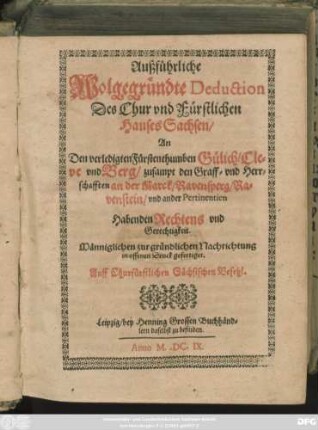 Außführliche
Wolgegründte Deduction
Des Chur vnd Fürstlichen
Hauses Sachsen/
An
Den verledigten Fürstenthumben Gülich/Cle-
ve vnd Berg/ zusampt den Graff- vnd Herr-
schafften an der Marck/Ravensperg/Ra-
venstein/ vnd ander Pertinentien
Habenden Rechtens vnd
Gerechtigkeit.
Männiglichen zur gründlichen Nachrichtung
in offenen Druck gefertiget.
Auff Churfürstlichen Sächsischen Befehl.
Leipzig/bey Henning Grossen Buchhänd-
lern daselbst zu befinden.
Anno M. DC. IX.
DFG